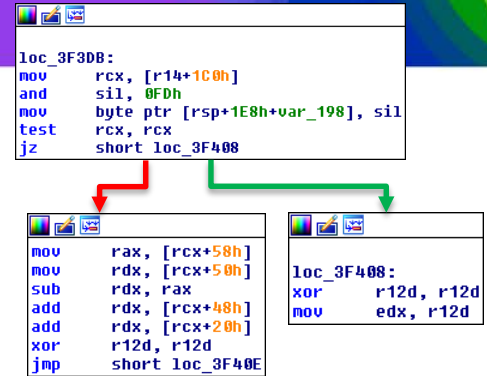 loc_3F3DB:
mov rcx, [r14+1C0h]
and sil, 0FDh
mov byte ptr [rsp+1E8h+var_198], sil
test rcx, rcx
jz short loc_3F408
mov rax, [rcx+58h]
mov rdx, [rcx+50h]
sub rdx, rax
add rdx, [rcx+48h]
add rdx, [rcx+20h]
xor r12d, r12d
jmp short loc_3F40E
loc_3F408:
xor r12d, r12d
mov edx, r12d